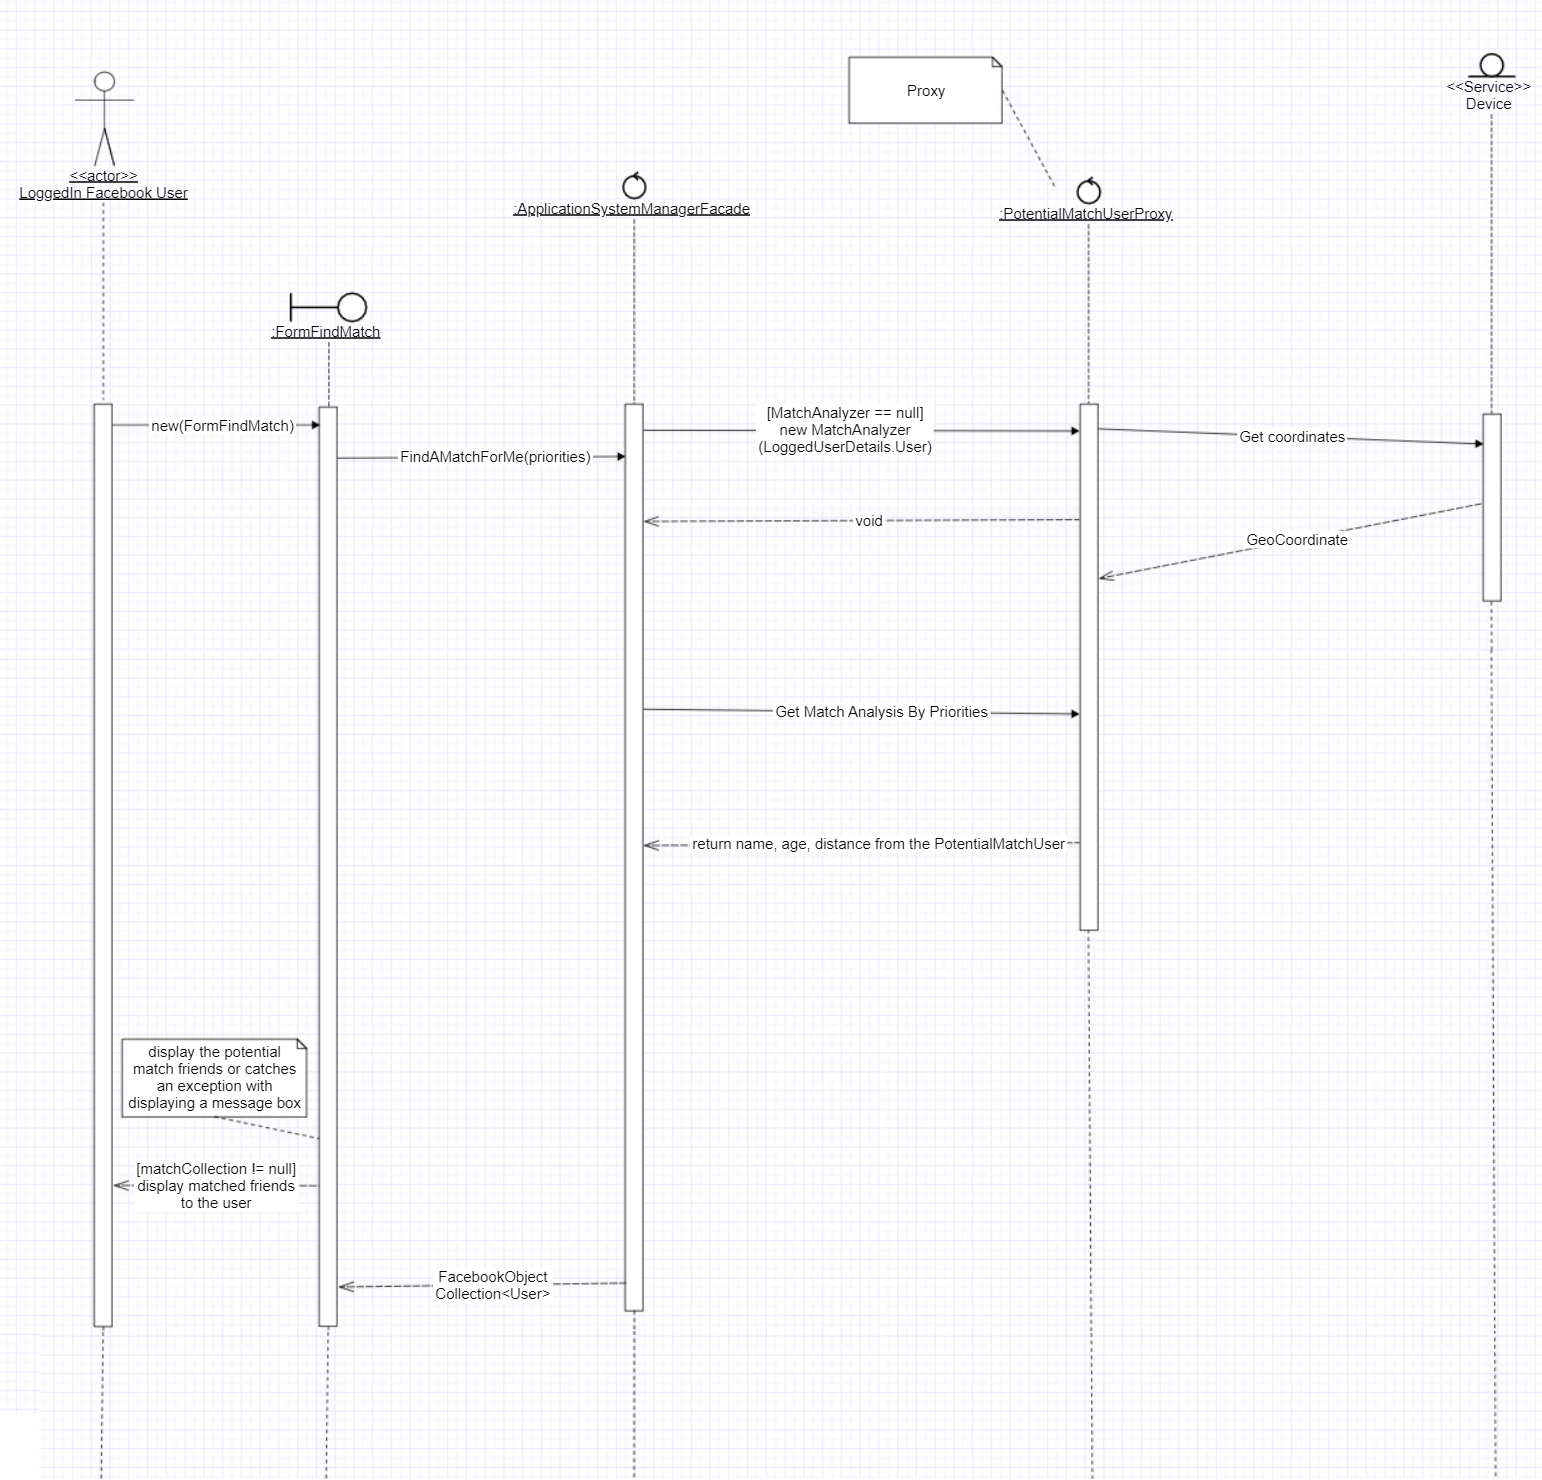 Proxy
<<Service>>
Device
<<actor>>
LoggedIn Facebook User
:ApplicationSystemManagerFacade
:PotentialMatchUserProxy
:FormFindMatch
new(FormFindMatch)
FindAMatchForMe(priorities)
[MatchAnalyzer == null]
new MatchAnalyzer
(LoggedUserDetails.User)
Get coordinates
void
GeoCoordinate
Get Match Analysis By Priorities
return name, age, distance from the PotentialMatchUser
display the potential
match friends or catches
an exception with
displaying a message box
[matchCollection != null]
display matched friends
to the user
FacebookObject
Collection<User>